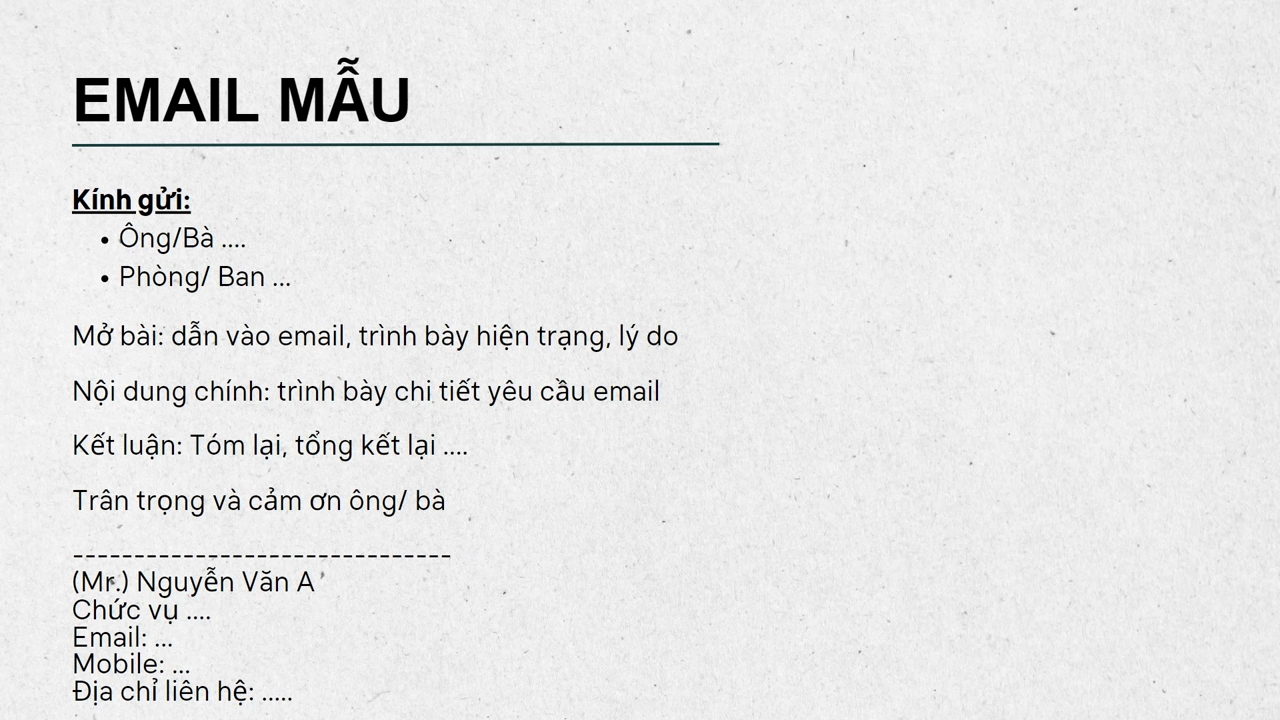 EMAIL MẪU
Kính gửi:
• Ông/Bà ....
• Phòng/ Ban ...
Mở bài: dẫn vào email, trình bày hiện trạng, lý do
Nội dung chính: trình bày chi tiết yêu cầu email
Kết luận: Tóm lại, tổng kết lại ....
Trân trọng và cảm ơn ông/ bà
-------------------------------
(Mr.) Nguyễn Văn A
Chức vụ ....
Email: ...
Mobile: ...
Địa chỉ liên hệ: .....